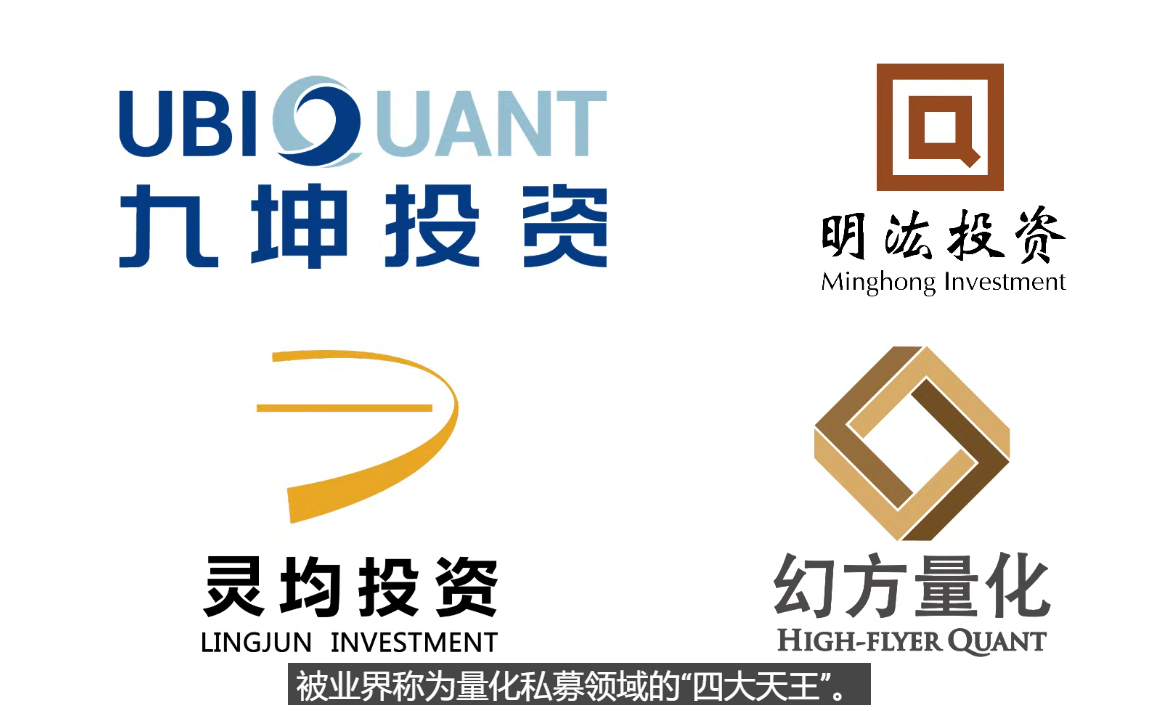 UBIQUANT
九坤投资
明汯投资
Minghong Investment
灵均投资
LINGJUN INVESTMENT
幻方量化
HIGH-FLYER QUANT
被业界称为量化私募领域的“四大天王”。